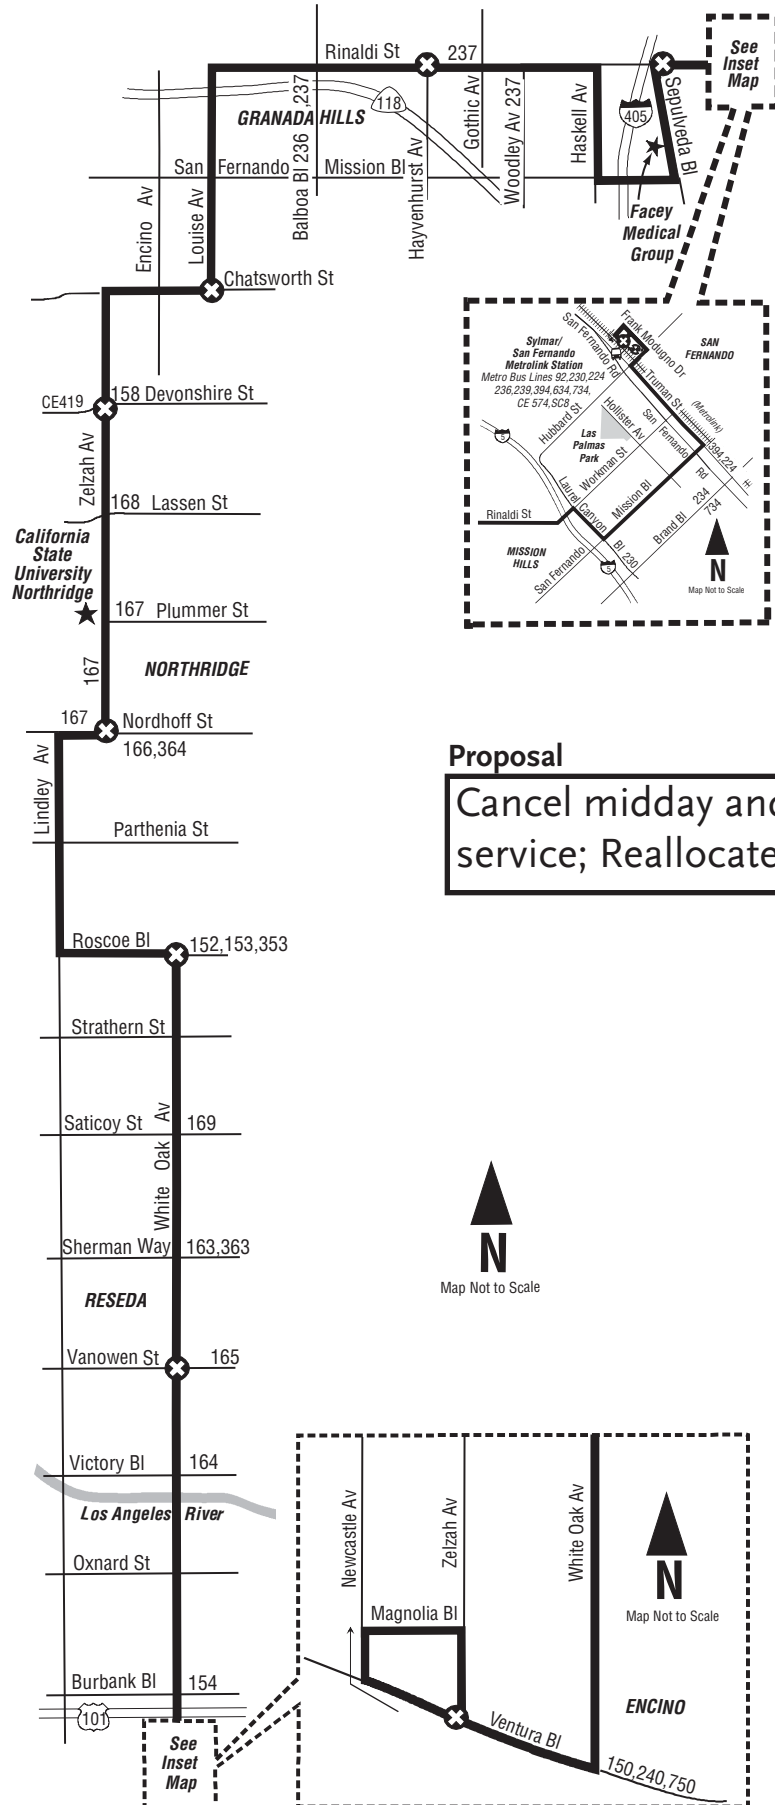 Rinaldi St
237
See
Inset
Map
118
GRANADA HILLS
Balboa Bl 236 ,237
Hayvenhurst Av
Gothic Av
Woodley Av 237
Haskell Av
405
Sepulveda Bl
San Fernando Mission Bl
Facey
Medical
Group
Encino Av
Louise Av
Chatsworth St
CE419
158 Devonshire St
Zelzah Av
168 Lassen St
California
State
University
Northridge
167 Plummer St
167
NORTHRIDGE
167
Nordhoff St
166,364
Lindley Av
Parthenia St
Roscoe Bl
152,153,353
Strathern St
Saticoy St
169
White Oak Av
Sherman Way
163,363
RESEDA
Vanowen St
165
Victory Bl
164
Los Angeles River
Oxnard St
Burbank Bl
154
101
See
Inset
Map
Sylmar/
San Fernando
Metrolink Station
Metro Bus Lines 92,230,224
236,239,394,634,734,
CE 574,SC8
San Fernando Rd
Frank Modugno Dr
SAN
FERNANDO
Truman St
(Metrolink)
394,224
Hubbard St
Hollister Av
San Fernando Rd
Las
Palmas
Park
Workman St
5
Laurel Canyon Bl 230
Mission Bl
234
734
Brand Bl
Rinaldi St
MISSION
HILLS
San Fernando
5
N
Map Not to Scale
Proposal
Cancel midday and
service; Reallocate
N
Map Not to Scale
Newcastle Av
Zelzah Av
White Oak Av
N
Map Not to Scale
Magnolia Bl
Ventura Bl
ENCINO
150,240,750